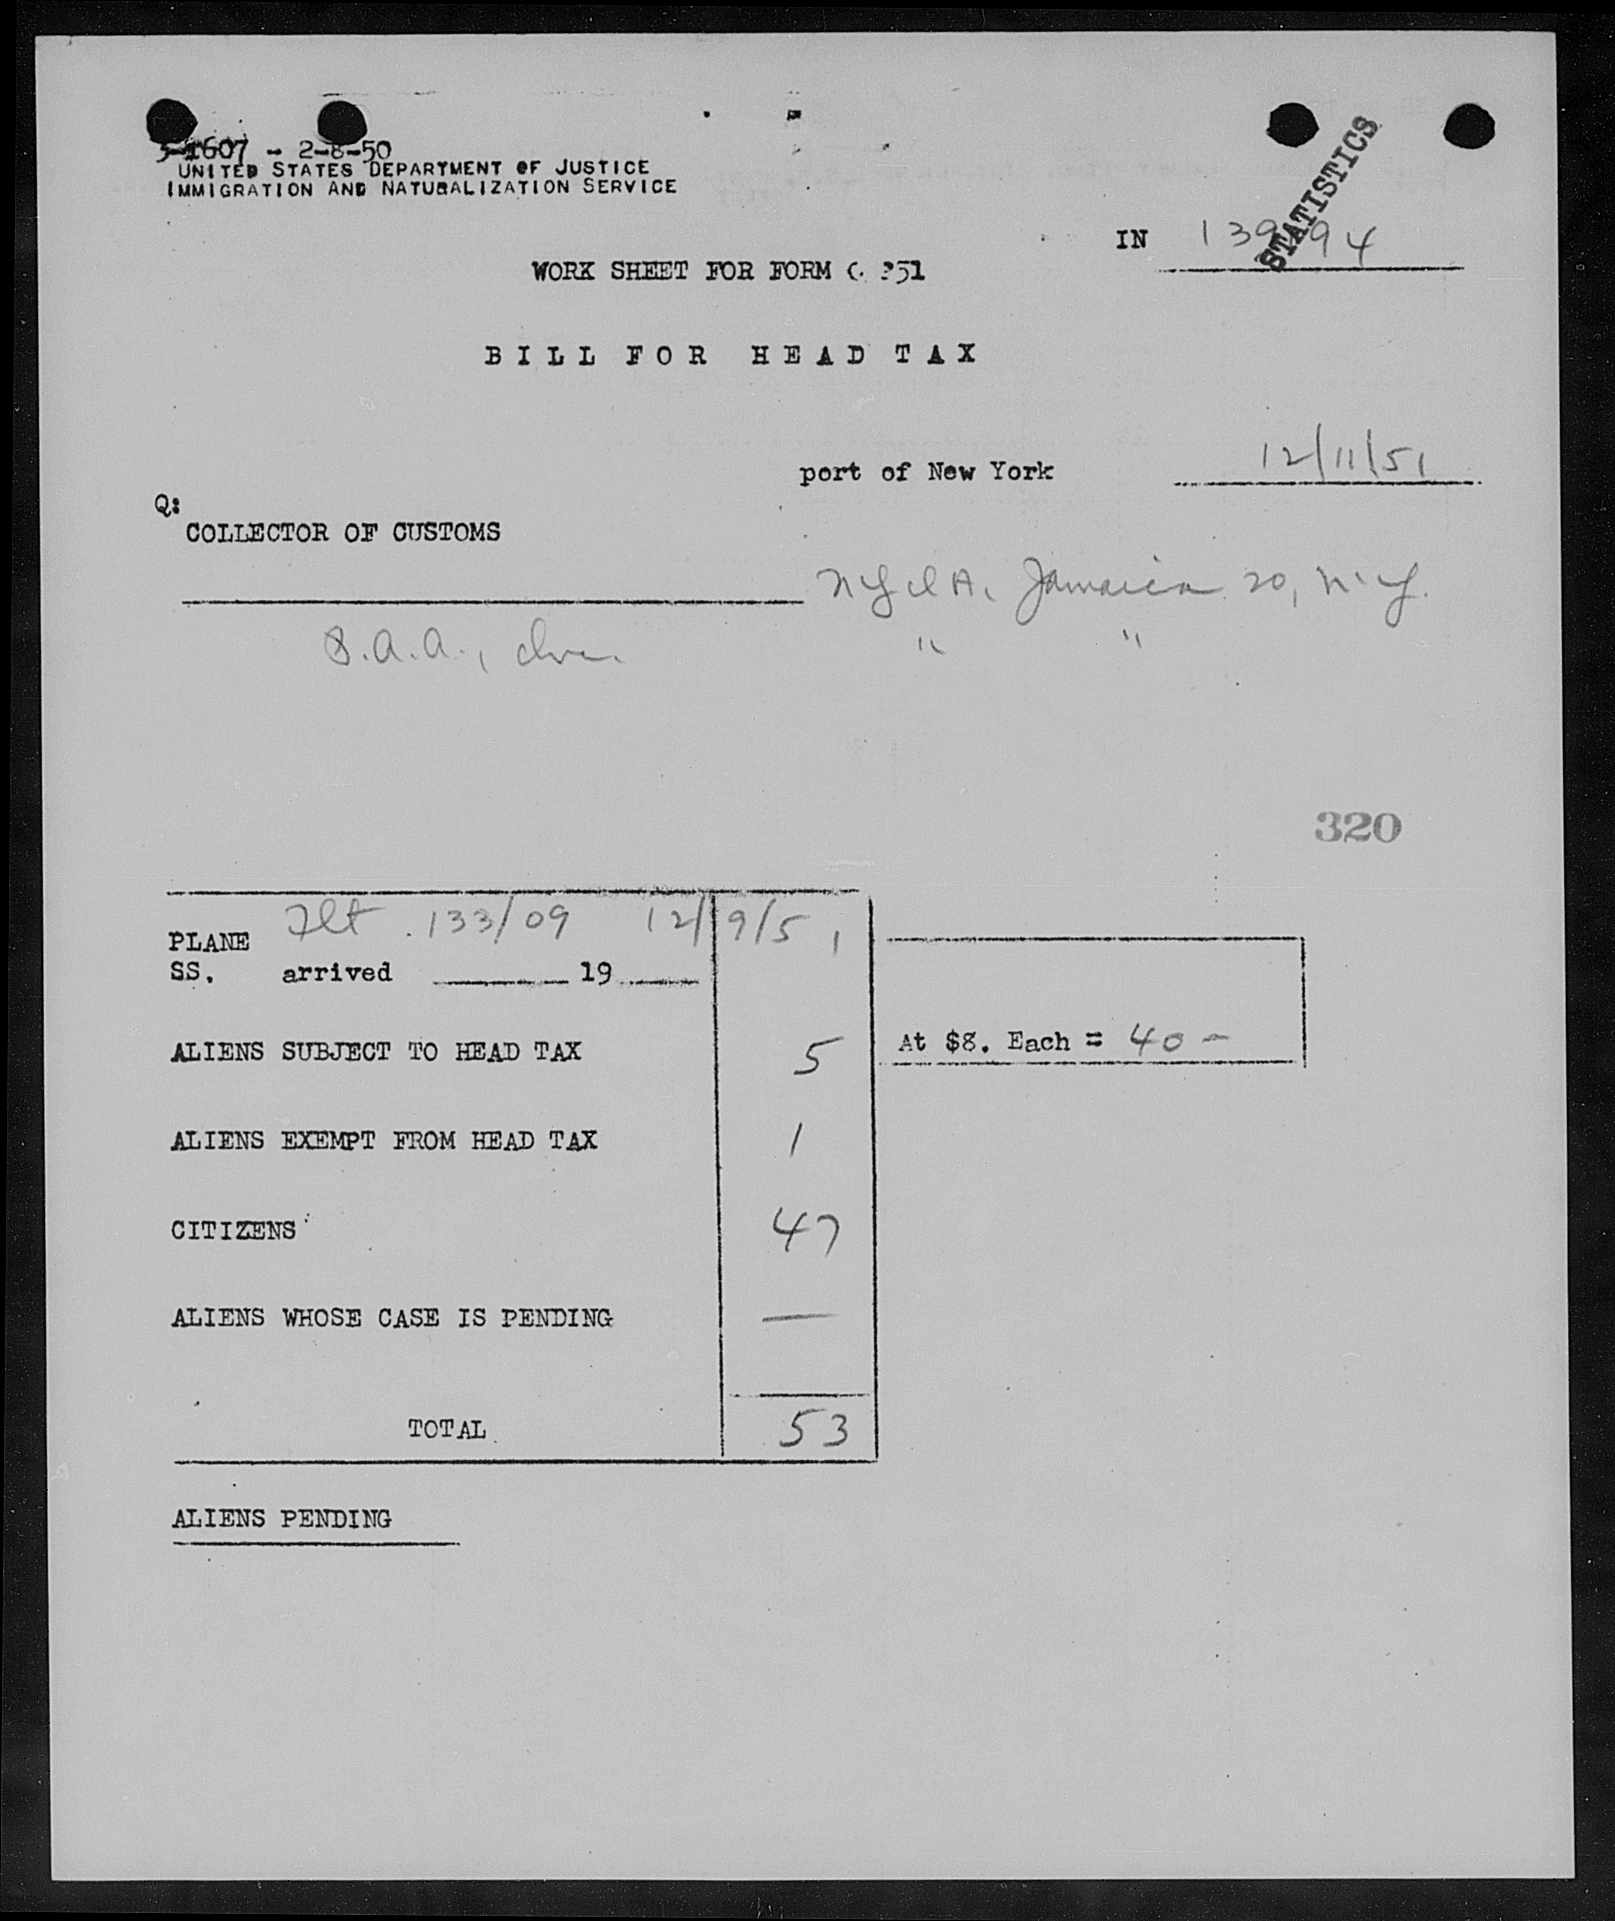 - 2-8-50
UNITED STATES DEPARTMENT OF JUSTICE
IMMIGRATION AND NATURALIZATION SERVICE
STATISTICS
IN
WORK SHEET FOR FORM
BILL FOR HEAD TAX
port of New York 12/11/51
Q:
COLLECTOR OF CUSTOMS
Jamaica 20, N.Y.
" "
320
PLANE Flt. 133/09 12/9/51
SS. arrived 19
ALIENS SUBJECT TO HEAD TAX 5 At $8. Each = 40 -
ALIENS EXEMPT FROM HEAD TAX 1
CITIZENS 47
ALIENS WHOSE CASE IS PENDING —
TOTAL 53
ALIENS PENDING